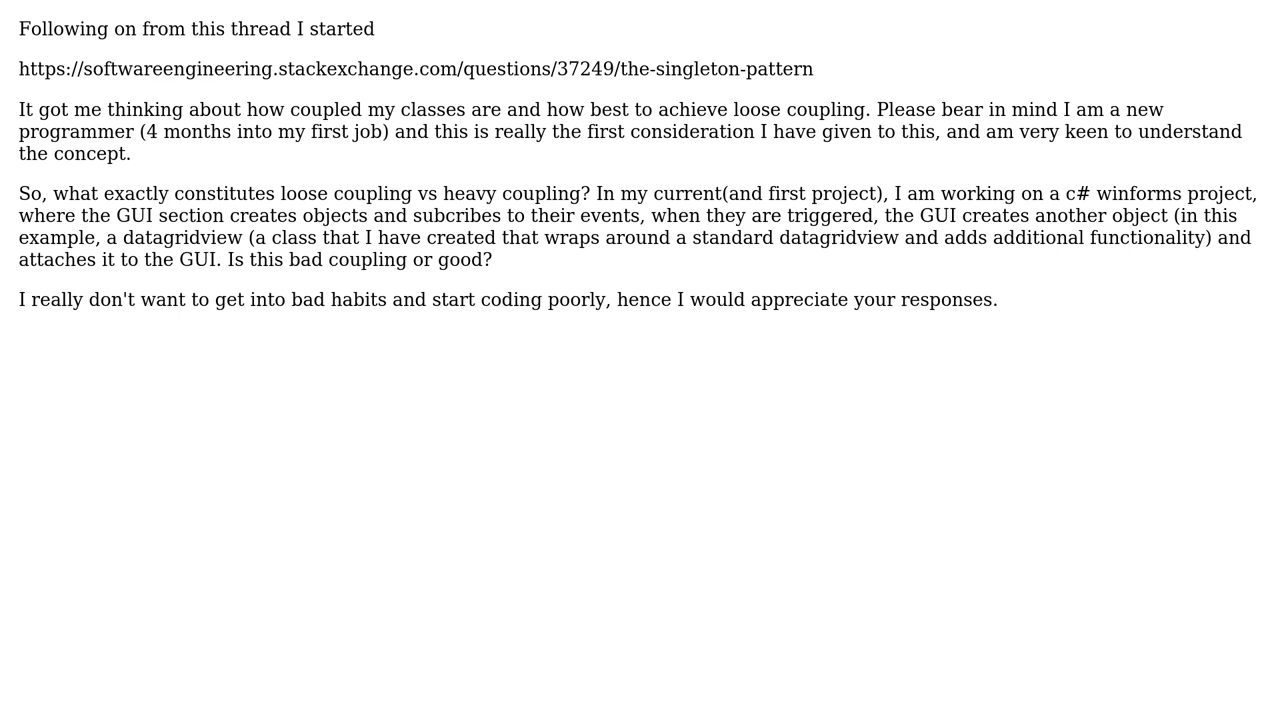 Following on from this thread I started
https://softwareengineering.stackexchange.com/questions/37249/the-singleton-pattern
It got me thinking about how coupled my classes are and how best to achieve loose coupling. Please bear in mind I am a new
programmer (4 months into my first job) and this is really the first consideration I have given to this, and am very keen to understand
the concept.
So, what exactly constitutes loose coupling vs heavy coupling? In my current(and first project), I am working on a c# winforms project,
where the GUI section creates objects and subcribes to their events, when they are triggered, the GUI creates another object (in this
example, a datagridview (a class that I have created that wraps around a standard datagridview and adds additional functionality) and
attaches it to the GUI. Is this bad coupling or good?
I really don't want to get into bad habits and start coding poorly, hence I would appreciate your responses.